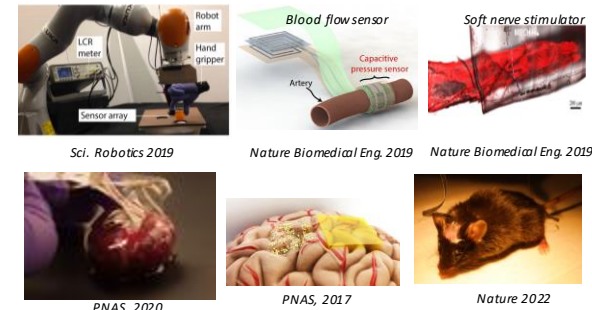 Robot
arm
LCR
meter
Hand
gripper
Sensor array
Sci. Robotics 2019
Blood flow sensor
Capacitive
pressure sensor
Artery
Nature Biomedical Eng. 2019
Soft nerve stimulator
Nature Biomedical Eng. 2019
PNAS, 2020
PNAS, 2017
Nature 2022